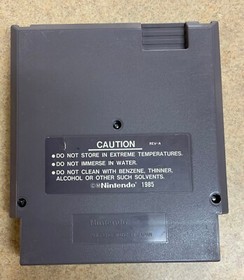 CAUTION REV-A
● DO NOT STORE IN EXTREME TEMPERATURES.
● DO NOT IMMERSE IN WATER.
● DO NOT CLEAN WITH BENZENE, THINNER,
ALCOHOL OR OTHER SUCH SOLVENTS.
©®Nintendo 1985
Nintendo